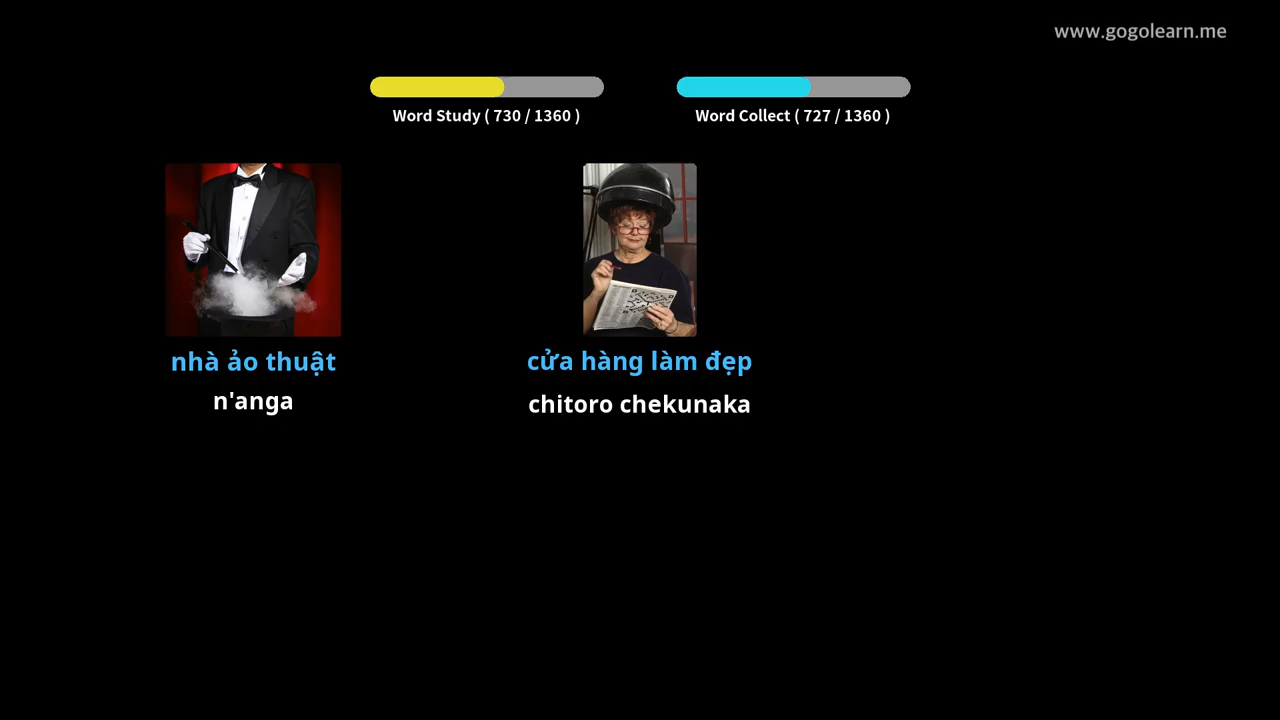 www.gogolearn.me
Word Study ( 730 / 1360 )
Word Collect ( 727 / 1360 )
nhà ảo thuật
n'anga
cửa hàng làm đẹp
chitoro chekunaka